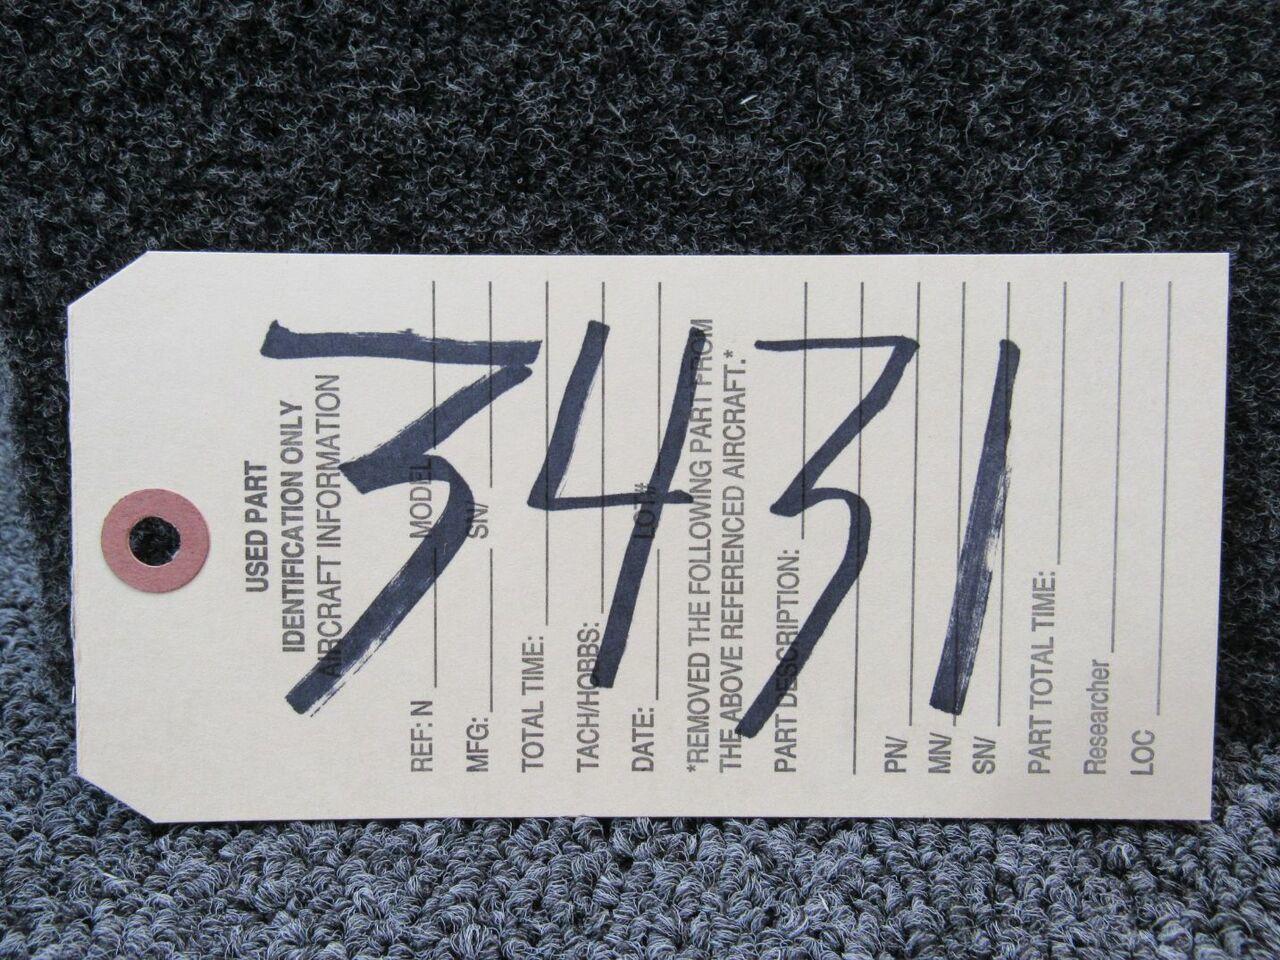 3431
USED PART
IDENTIFICATION ONLY
AIRCRAFT INFORMATION
REF: N MODEL
MFG: SN/
TOTAL TIME:
TACH/HOBBS:
DATE: LOT#
*REMOVED THE FOLLOWING PART FROM
THE ABOVE REFERENCED AIRCRAFT.*
PART DESCRIPTION:
PN/
MN/
SN/
PART TOTAL TIME:
Researcher
LOC